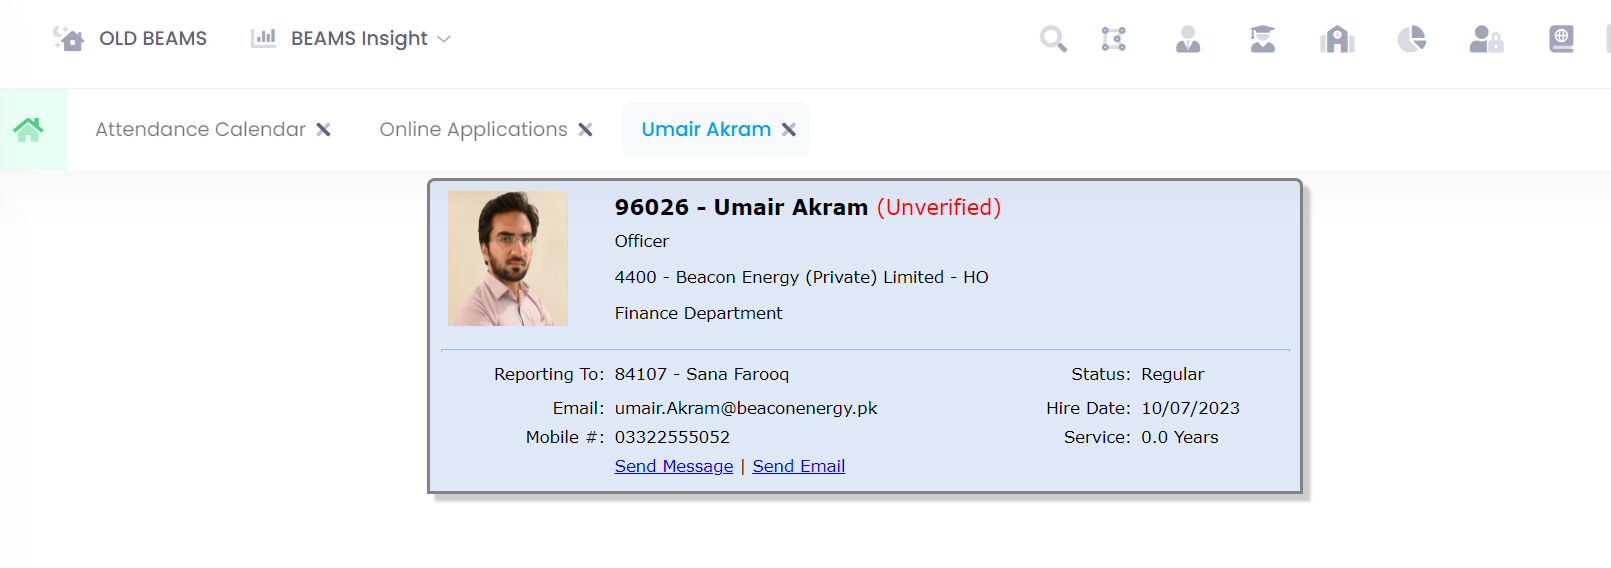 OLD BEAMS BEAMS Insight
Attendance Calendar Online Applications Umair Akram
96026 - Umair Akram (Unverified)
Officer
4400 - Beacon Energy (Private) Limited - HO
Finance Department
Reporting To: 84107 - Sana Farooq Status: Regular
Email: umair.Akram@beaconenergy.pk Hire Date: 10/07/2023
Mobile #: 03322555052 Service: 0.0 Years
Send Message | Send Email